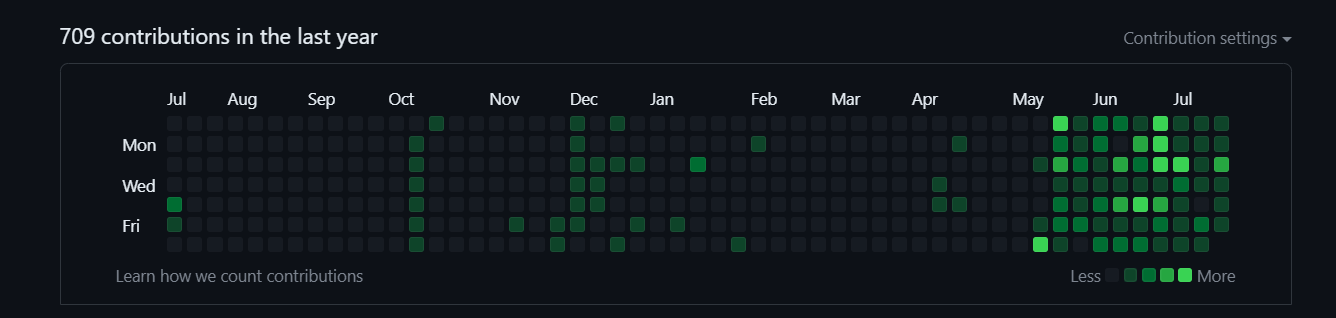 709 contributions in the last year
Contribution settings
Jul Aug Sep Oct Nov Dec Jan Feb Mar Apr May Jun Jul
Mon
Wed
Fri
Learn how we count contributions
Less More